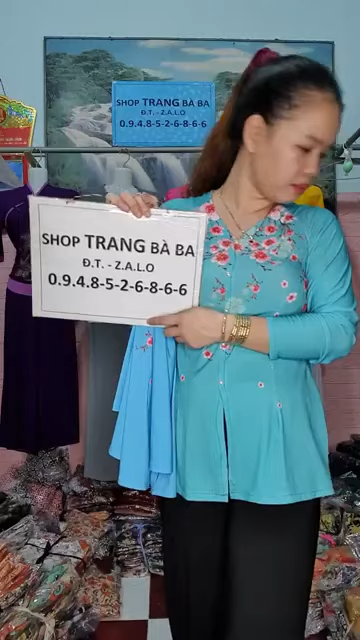 SHOP TRANG BÀ BA
Đ.T. - Z.A.L.O
0.9.4.8-5-2-6-8-6-6
SHOP TRANG BÀ BA
Đ.T. - Z.A.L.O
0.9.4.8-5-2-6-8-6-6